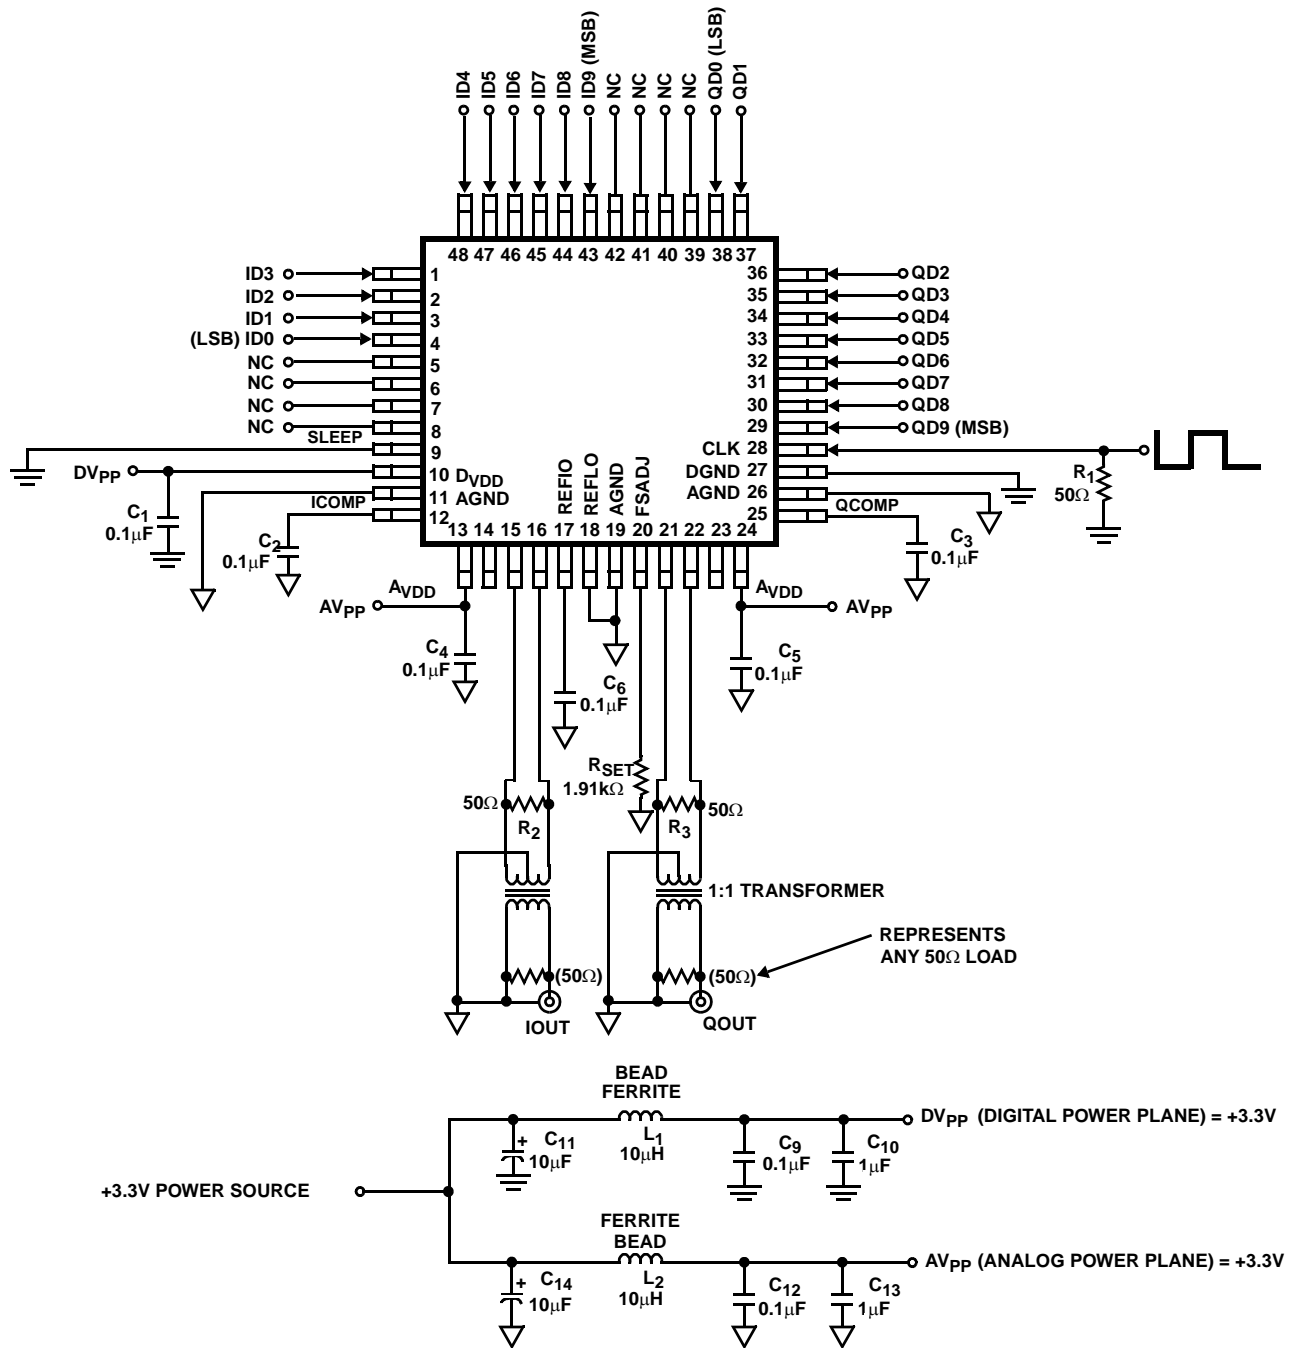 ID4
ID5
ID6
ID7
ID8
ID9 (MSB)
NC
NC
NC
NC
QD0 (LSB)
QD1
48 47 46 45 44 43 42 41 40 39 38 37
ID3
ID2
ID1
(LSB) ID0
NC
NC
NC
NC
SLEEP
DVPP
ICOMP
1
2
3
4
5
6
7
8
9
10 DVDD
11 AGND
12
C1
0.1μF
C2
0.1μF
36
35
34
33
32
31
30
29
CLK 28
DGND 27
AGND 26
25
QD2
QD3
QD4
QD5
QD6
QD7
QD8
QD9 (MSB)
R1
50Ω
QCOMP
C3
0.1μF
REFIO
REFLO
AGND
FSADJ
13 14 15 16 17 18 19 20 21 22 23 24
AVDD
AVPP
C4
0.1μF
AVDD
AVPP
C5
0.1μF
C6
0.1μF
RSET
1.91kΩ
50Ω
R2
R3
50Ω
1:1 TRANSFORMER
REPRESENTS
ANY 50Ω LOAD
(50Ω)
(50Ω)
IOUT
QOUT
BEAD
FERRITE
L1
10μH
C11
+
10μF
C9
0.1μF
C10
1μF
DVPP (DIGITAL POWER PLANE) = +3.3V
+3.3V POWER SOURCE
FERRITE
BEAD
L2
10μH
C14
+
10μF
C12
0.1μF
C13
1μF
AVPP (ANALOG POWER PLANE) = +3.3V